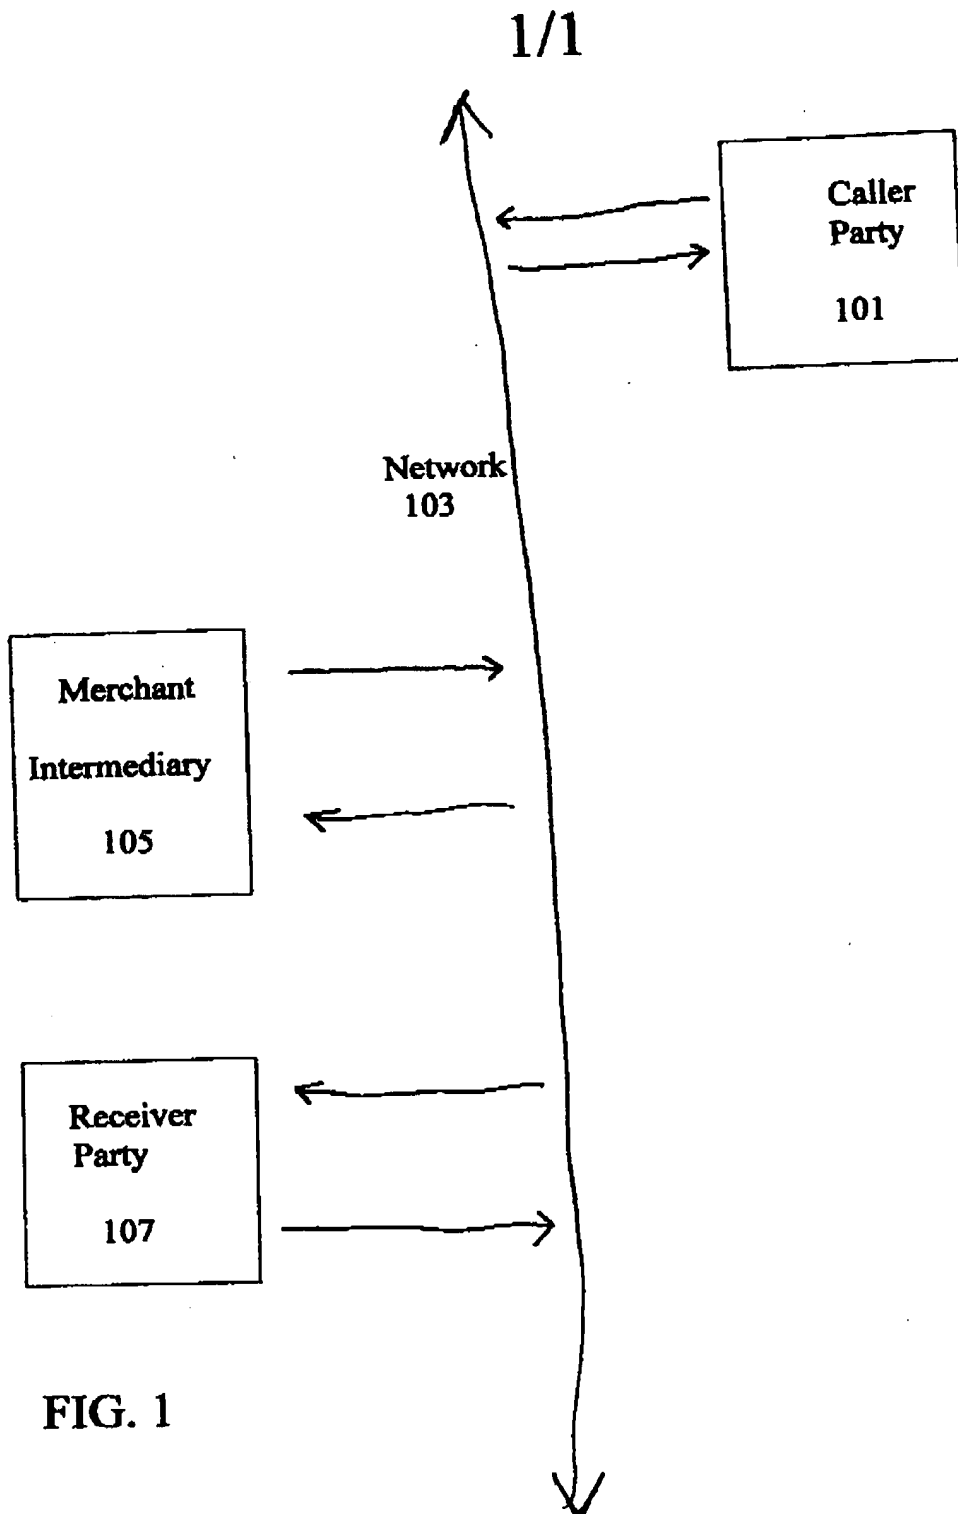 1/1
Caller
Party
101
Network
103
Merchant
Intermediary
105
Receiver
Party
107
FIG. 1